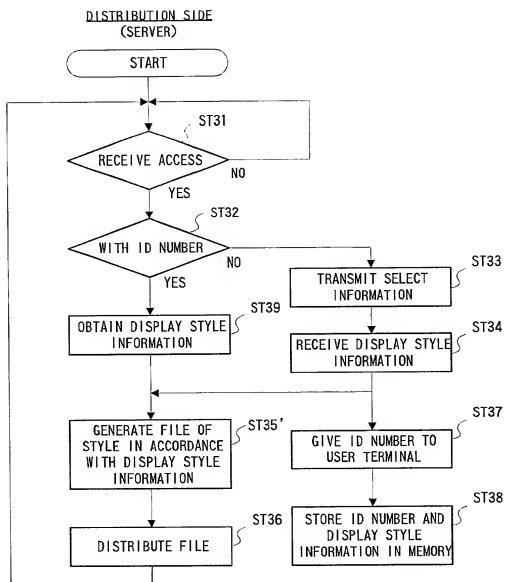 DISTRIBUTION SIDE
(SERVER)
START
ST31
RECEIVE ACCESS
NO
YES
ST32
WITH ID NUMBER
NO
YES
ST33
TRANSMIT SELECT
INFORMATION
ST39
OBTAIN DISPLAY STYLE
INFORMATION
ST34
RECEIVE DISPLAY STYLE
INFORMATION
ST35'
GENERATE FILE OF
STYLE IN ACCORDANCE
WITH DISPLAY STYLE
INFORMATION
ST37
GIVE ID NUMBER TO
USER TERMINAL
ST36
DISTRIBUTE FILE
ST38
STORE ID NUMBER AND
DISPLAY STYLE
INFORMATION IN MEMORY